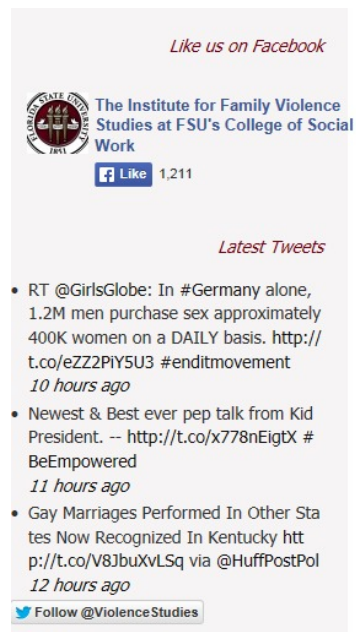 Like us on Facebook
FLORIDA STATE UNIVERSITY
1851
The Institute for Family Violence
Studies at FSU's College of Social
Work
Like 1,211
Latest Tweets
• RT @GirlsGlobe: In #Germany alone,
1.2M men purchase sex approximately
400K women on a DAILY basis. http://
t.co/eZZ2PiY5U3 #enditmovement
10 hours ago
• Newest & Best ever pep talk from Kid
President. -- http://t.co/x778nEigtX #
BeEmpowered
11 hours ago
• Gay Marriages Performed In Other Sta
tes Now Recognized In Kentucky htt
p://t.co/V8JbuXvLSq via @HuffPostPol
12 hours ago
Follow @ViolenceStudies